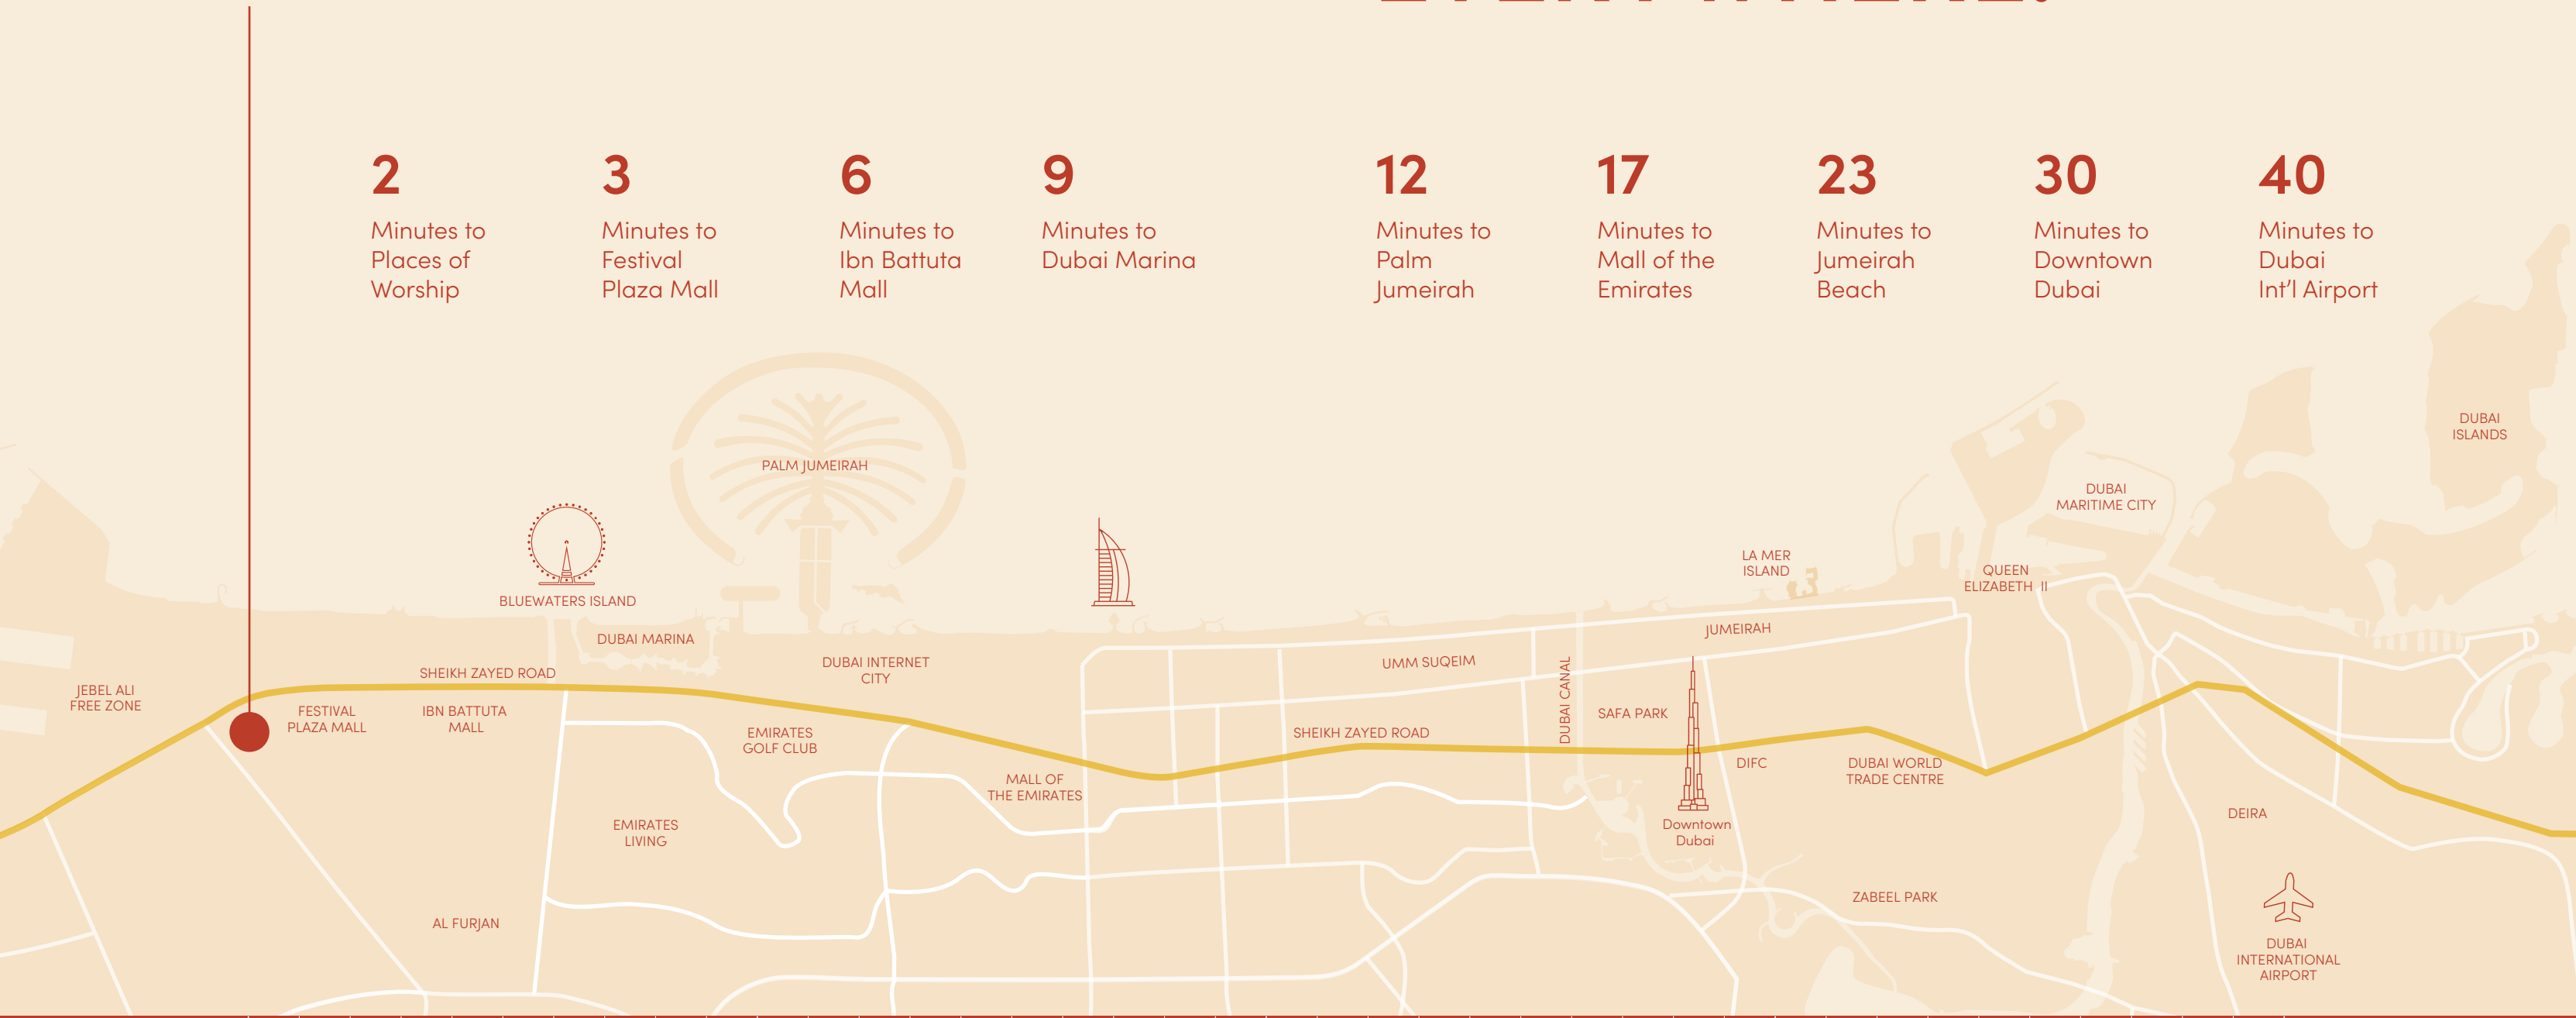 2
Minutes to
Places of
Worship
3
Minutes to
Festival
Plaza Mall
6
Minutes to
Ibn Battuta
Mall
9
Minutes to
Dubai Marina
12
Minutes to
Palm
Jumeirah
17
Minutes to
Mall of the
Emirates
23
Minutes to
Jumeirah
Beach
30
Minutes to
Downtown
Dubai
40
Minutes to
Dubai
Int'l Airport
DUBAI
ISLANDS
PALM JUMEIRAH
DUBAI
MARITIME CITY
LA MER
ISLAND
QUEEN
ELIZABETH II
BLUEWATERS ISLAND
DUBAI MARINA
JUMEIRAH
SHEIKH ZAYED ROAD
DUBAI INTERNET
CITY
UMM SUQEIM
DUBAI CANAL
JEBEL ALI
FREE ZONE
FESTIVAL
PLAZA MALL
IBN BATTUTA
MALL
EMIRATES
GOLF CLUB
SHEIKH ZAYED ROAD
SAFA PARK
MALL OF
THE EMIRATES
DIFC
DUBAI WORLD
TRADE CENTRE
EMIRATES
LIVING
Downtown
Dubai
DEIRA
AL FURJAN
ZABEEL PARK
DUBAI
INTERNATIONAL
AIRPORT